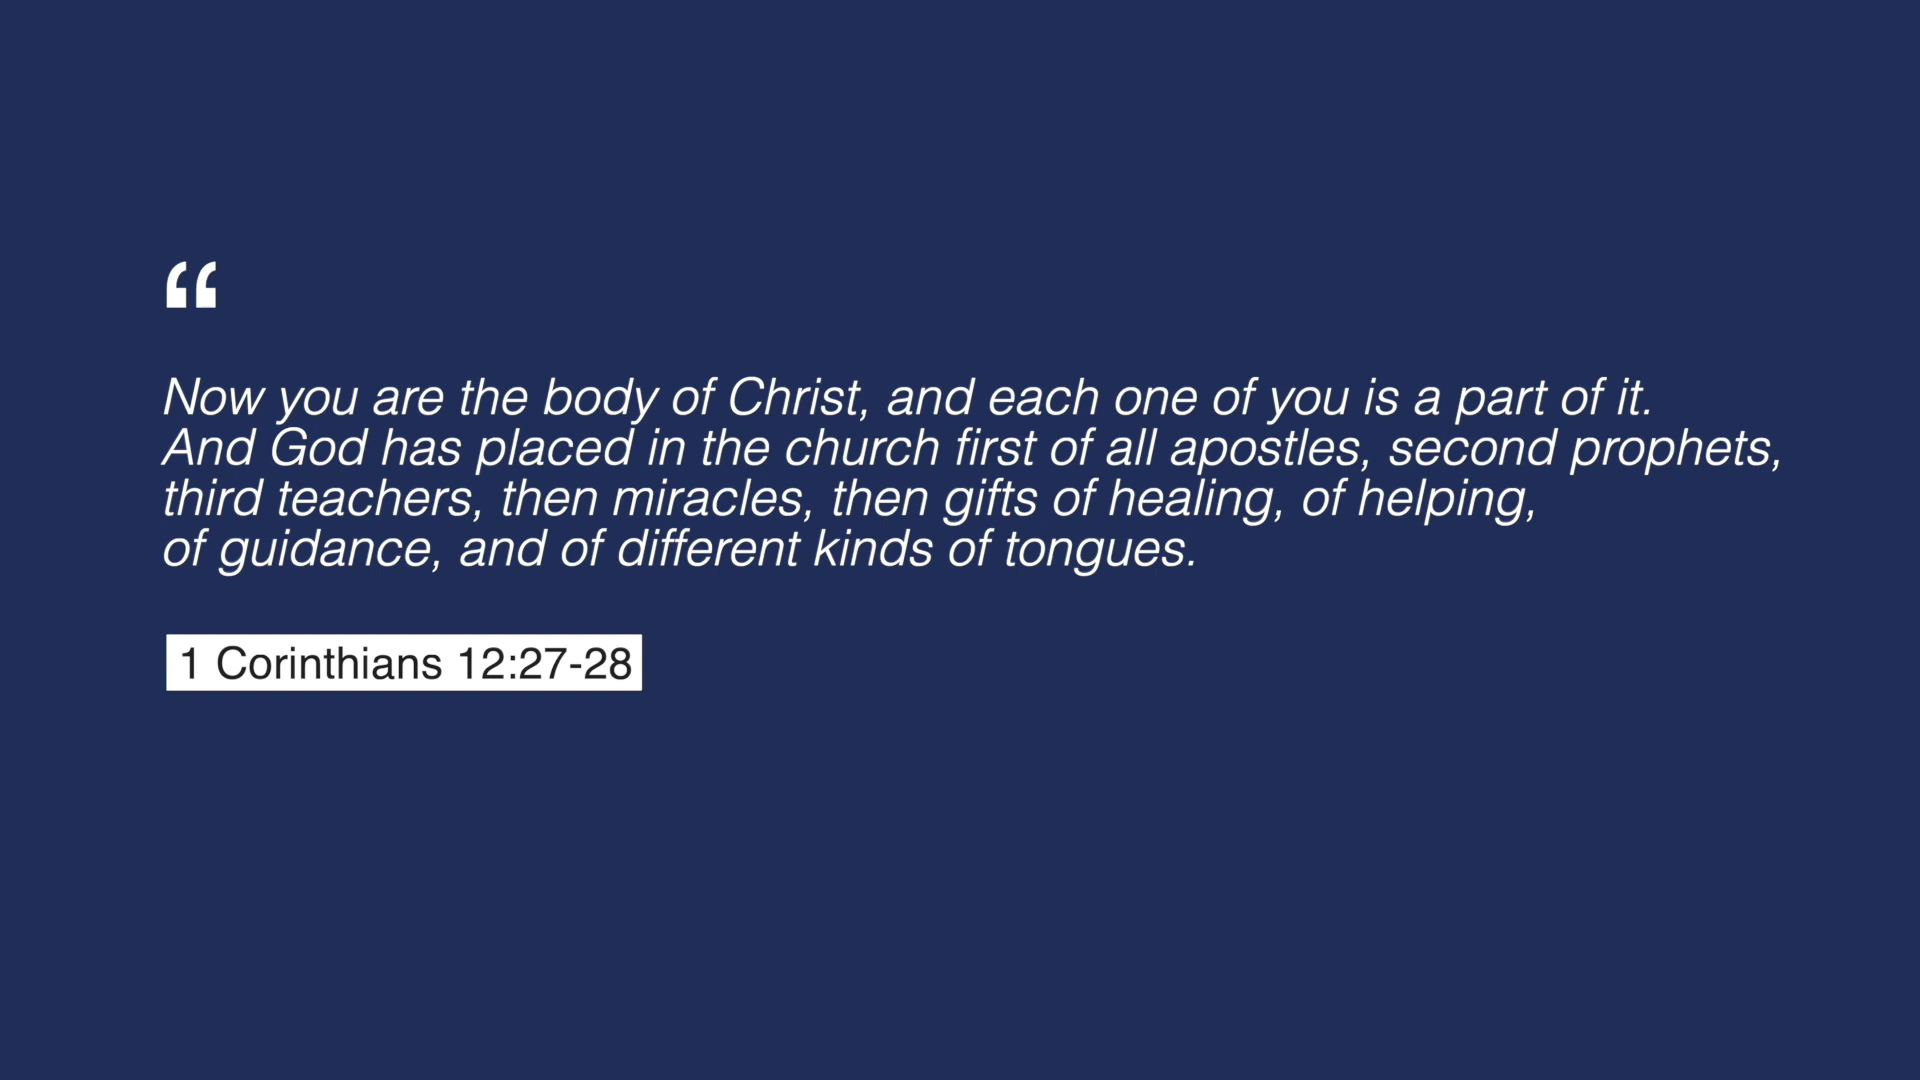 “
Now you are the body of Christ, and each one of you is a part of it.
And God has placed in the church first of all apostles, second prophets,
third teachers, then miracles, then gifts of healing, of helping,
of guidance, and of different kinds of tongues.
1 Corinthians 12:27-28